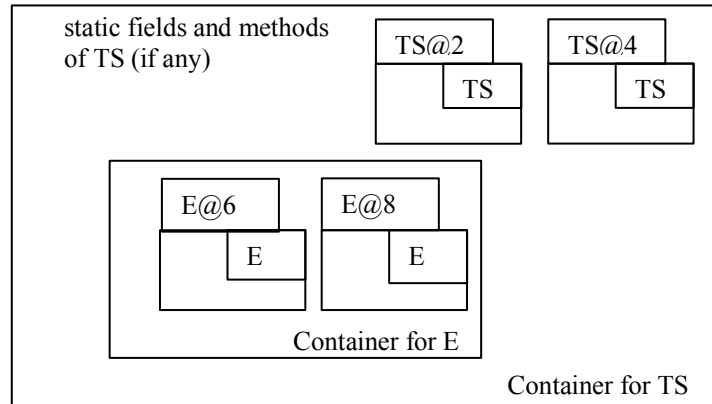 static fields and methods
of TS (if any)
TS@2
TS@4
TS
TS
E@6
E@8
E
E
Container for E
Container for TS